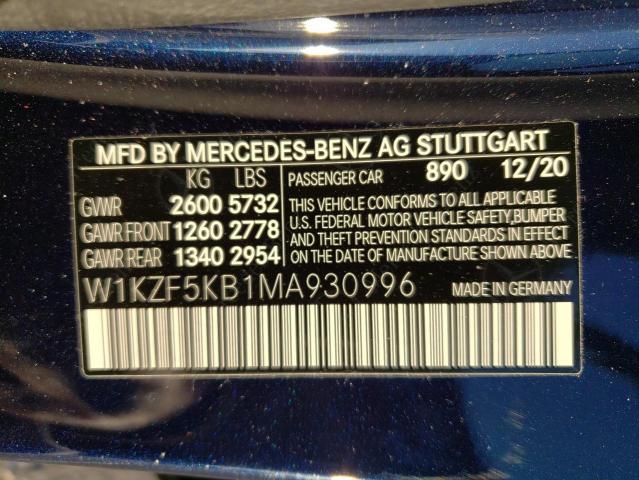 MFD BY MERCEDES-BENZ AG STUTTGART
KG LBS
GVWR 2600 5732
GAWR FRONT 1260 2778
GAWR REAR 1340 2954
PASSENGER CAR 890 12/20
THIS VEHICLE CONFORMS TO ALL APPLICABLE
U.S. FEDERAL MOTOR VEHICLE SAFETY,BUMPER
AND THEFT PREVENTION STANDARDS IN EFFECT
ON THE DATE OF MANUFACTURE SHOWN ABOVE.
W1KZF5KB1MA930996 MADE IN GERMANY